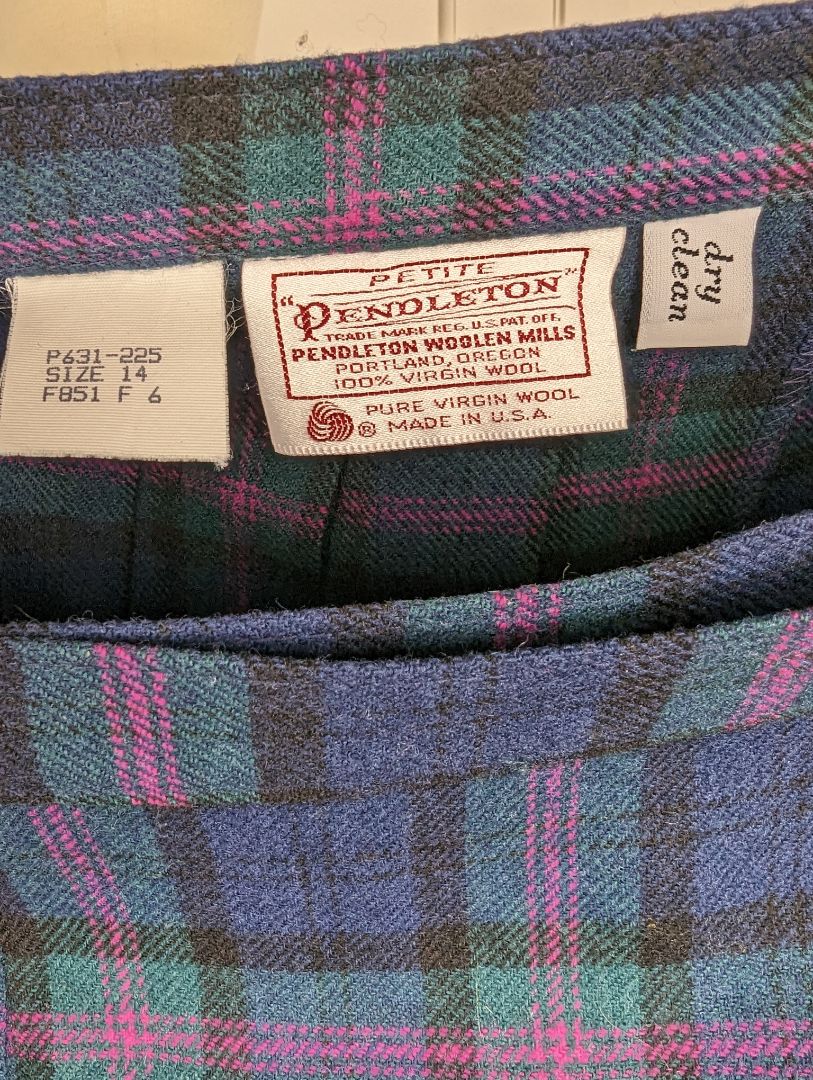 P631-225
SIZE 14
F851 F 6
PETITE
"PENDLETON"
TRADE MARK REG. U.S. PAT. OFF.
PENDLETON WOOLEN MILLS
PORTLAND, OREGON
100% VIRGIN WOOL
PURE VIRGIN WOOL
® MADE IN U.S.A.
dry
clean